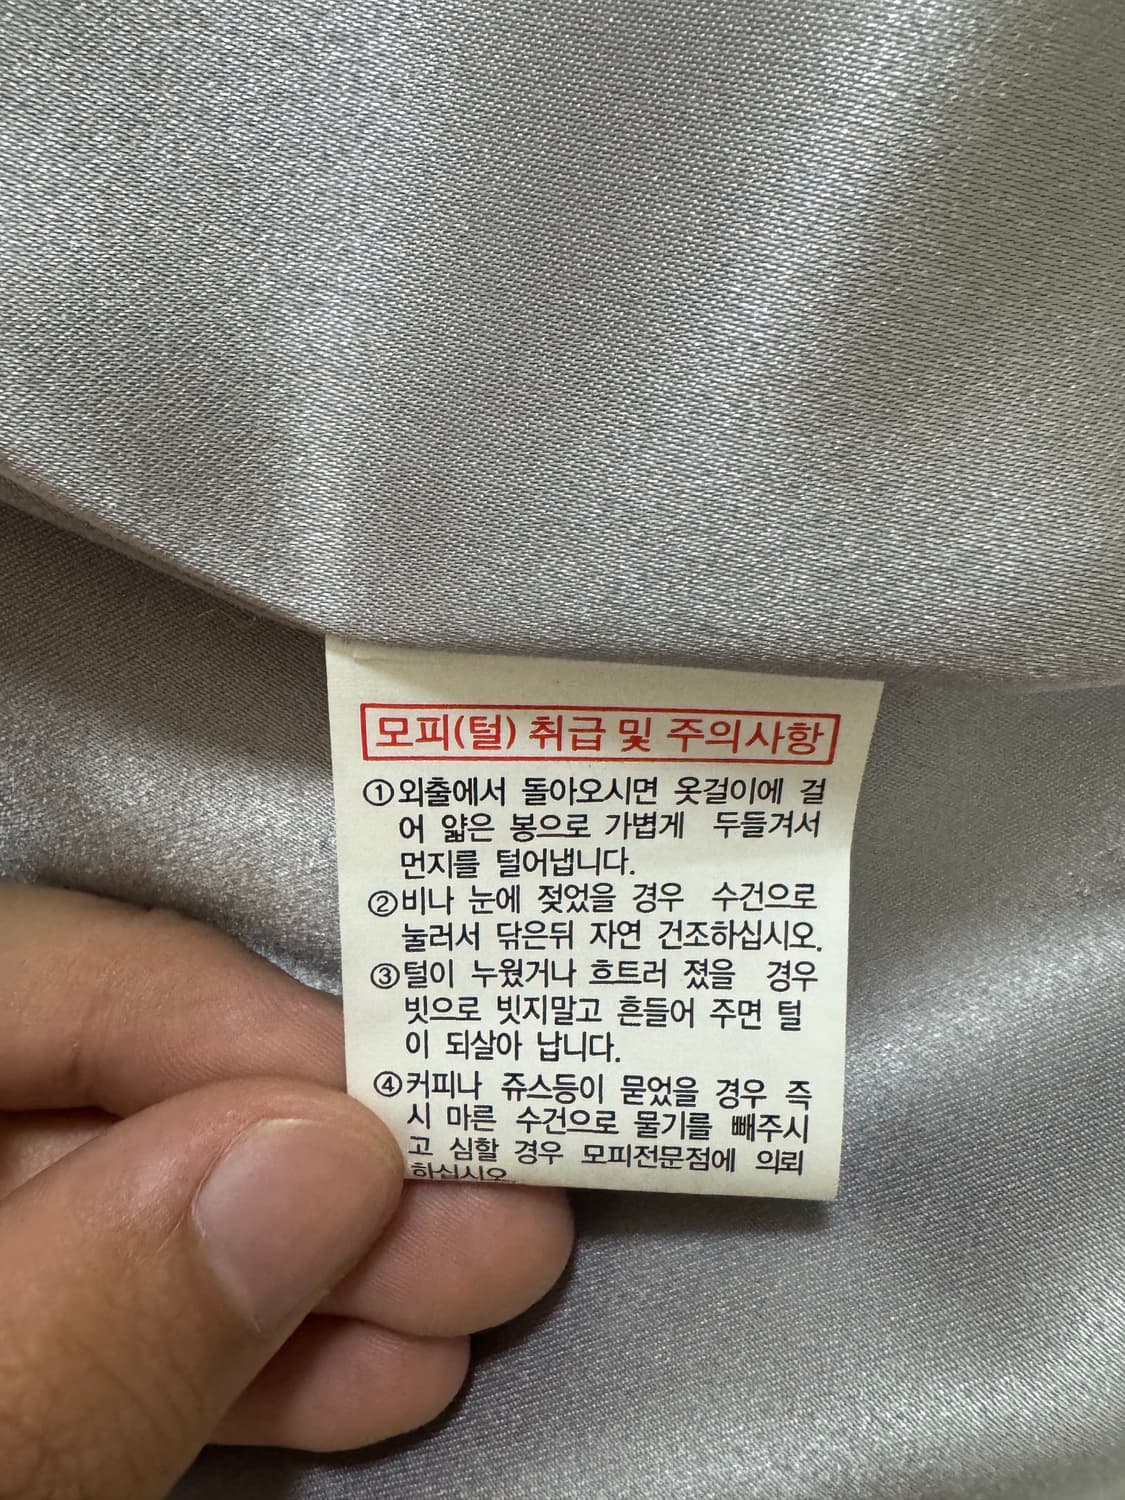 모피(털) 취급 및 주의사항
①외출에서 돌아오시면 옷걸이에 걸
어 얇은 봉으로 가볍게 두들겨서
먼지를 털어냅니다.
②비나 눈에 젖었을 경우 수건으로
눌러서 닦은뒤 자연 건조하십시오.
③털이 누웠거나 흐트러 졌을 경우
빗으로 빗지말고 흔들어 주면 털
이 되살아 납니다.
④커피나 쥬스등이 묻었을 경우 즉
시 마른 수건으로 물기를 빼주시
고 심할 경우 모피전문점에 의뢰
하십시오